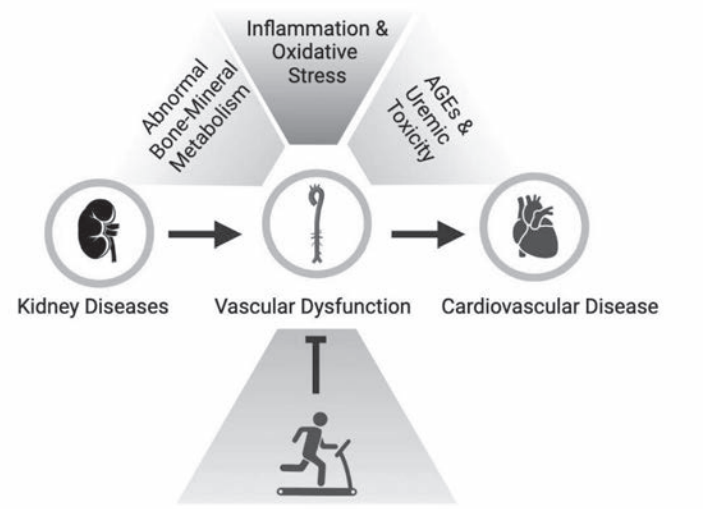 Inflammation &
Oxidative
Stress
Abnormal
Bone-Mineral
Metabolism
AGEs &
Uremic
Toxicity
Kidney Diseases
Vascular Dysfunction
Cardiovascular Disease